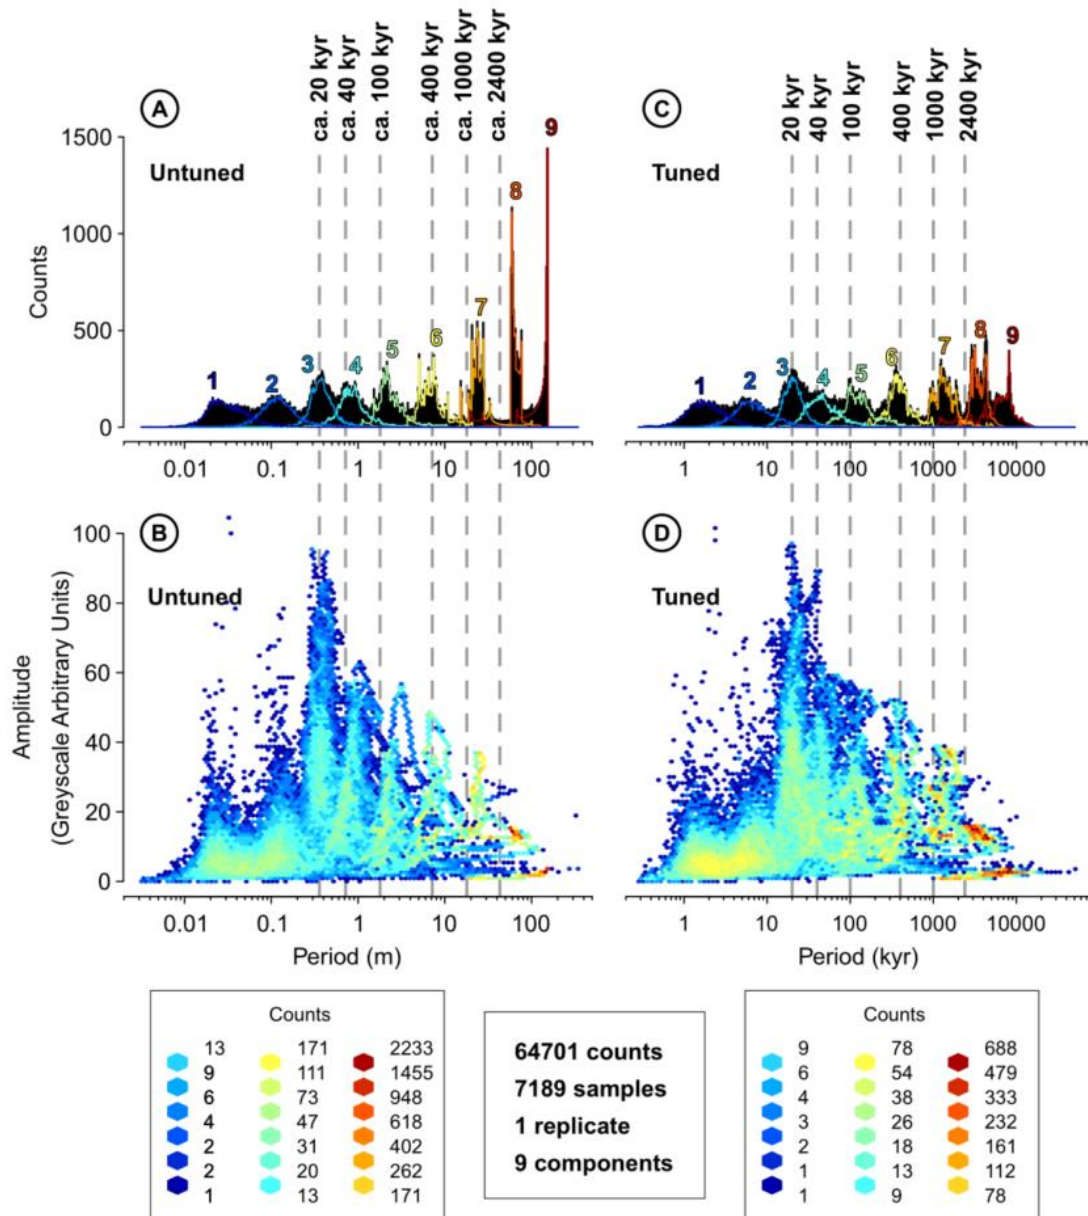 ca. 20 kyr
ca. 40 kyr
ca. 100 kyr
ca. 400 kyr
ca. 1000 kyr
ca. 2400 kyr
20 kyr
40 kyr
100 kyr
400 kyr
1000 kyr
2400 kyr
A
Untuned
1500
1000
500
0
Counts
1
2
3
4
5
6
7
8
9
0.01
0.1
1
10
100
C
Tuned
1
2
3
4
5
6
7
8
9
1
10
100
1000
10000
B
Untuned
100
80
60
40
20
0
Amplitude
(Greyscale Arbitrary Units)
0.01
0.1
1
10
100
Period (m)
D
Tuned
1
10
100
1000
10000
Period (kyr)
Counts
13
9
6
4
2
2
1
171
111
73
47
31
20
13
2233
1455
948
618
402
262
171
64701 counts
7189 samples
1 replicate
9 components
Counts
9
6
4
3
2
1
1
78
54
38
26
18
13
9
688
479
333
232
161
112
78